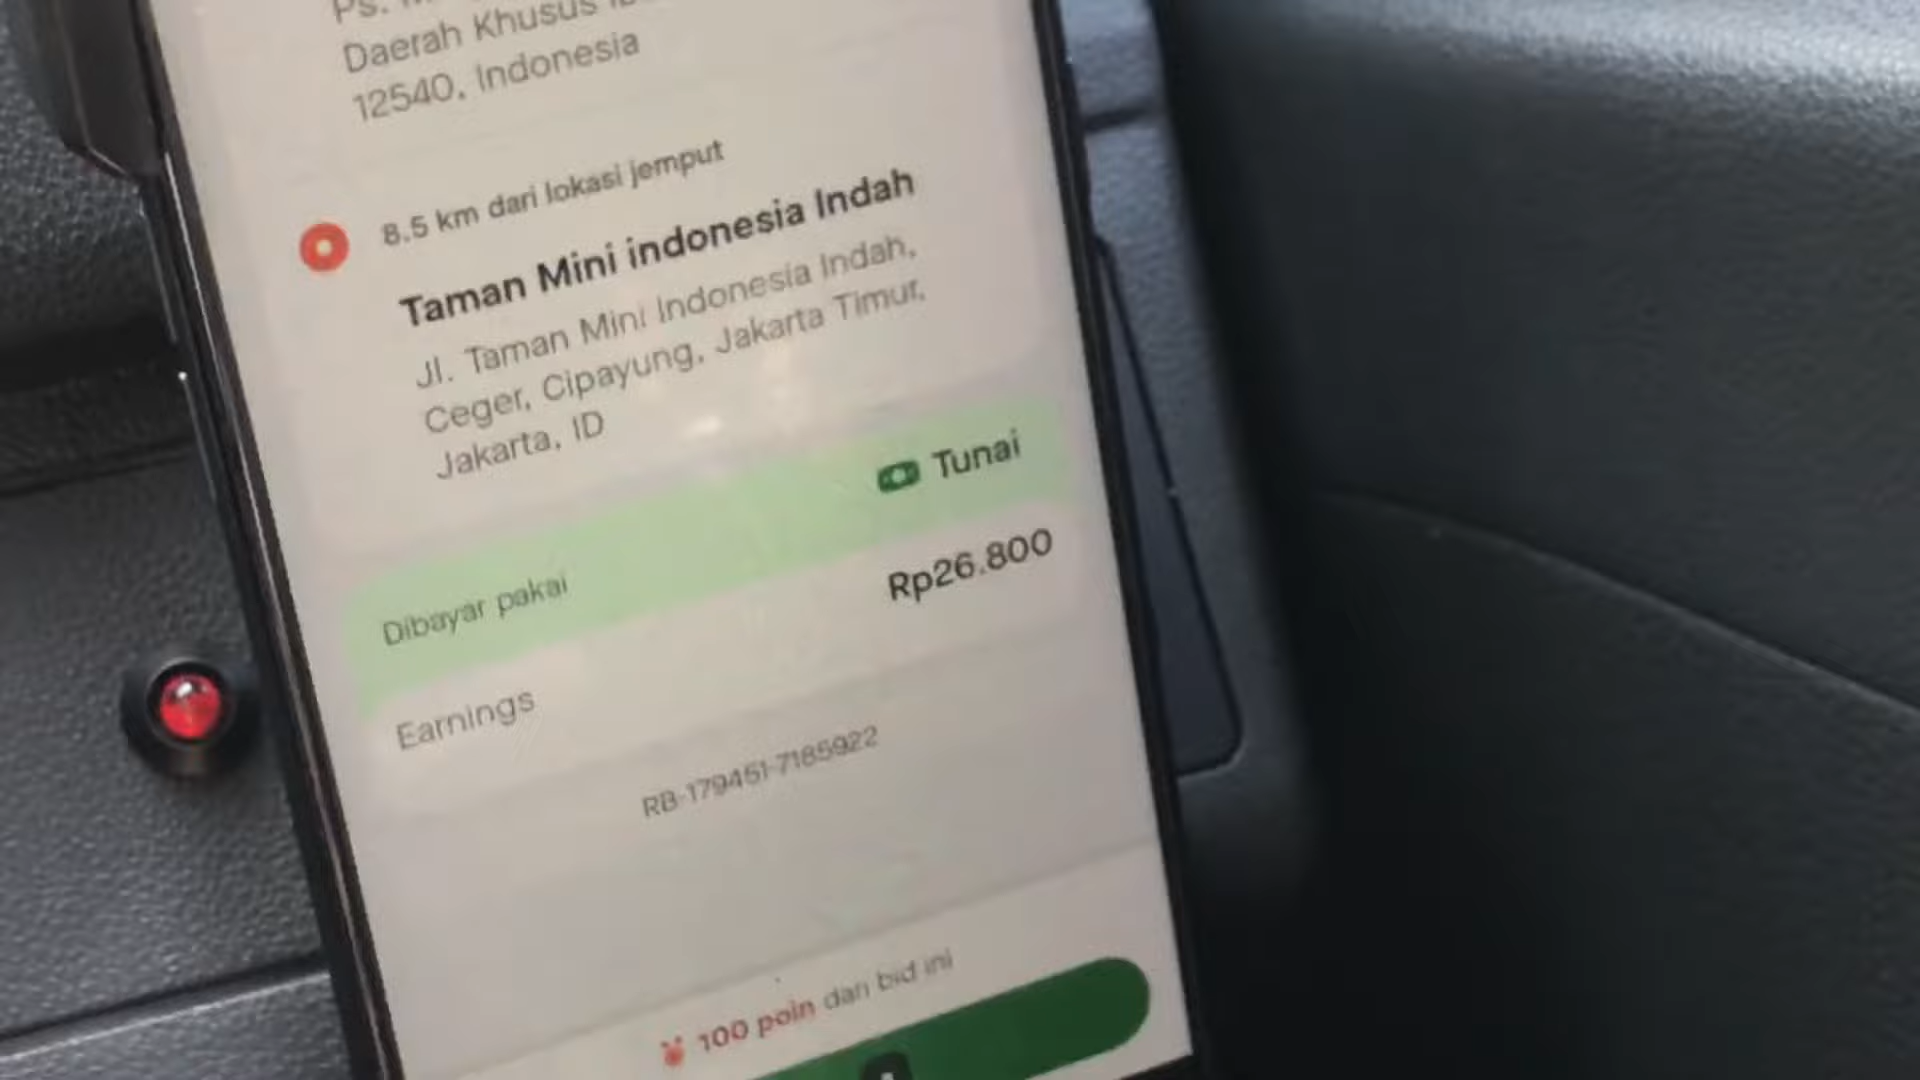 Ps.
Daerah Khusus
12540, Indonesia
8.5 km dari lokasi jemput
Taman Mini indonesia Indah
Jl. Taman Mini Indonesia Indah,
Ceger, Cipayung, Jakarta Timur,
Jakarta, ID
Dibayar pakai Tunai
Earnings Rp26.800
RB-179451-7185922
100 poin dari bid ini